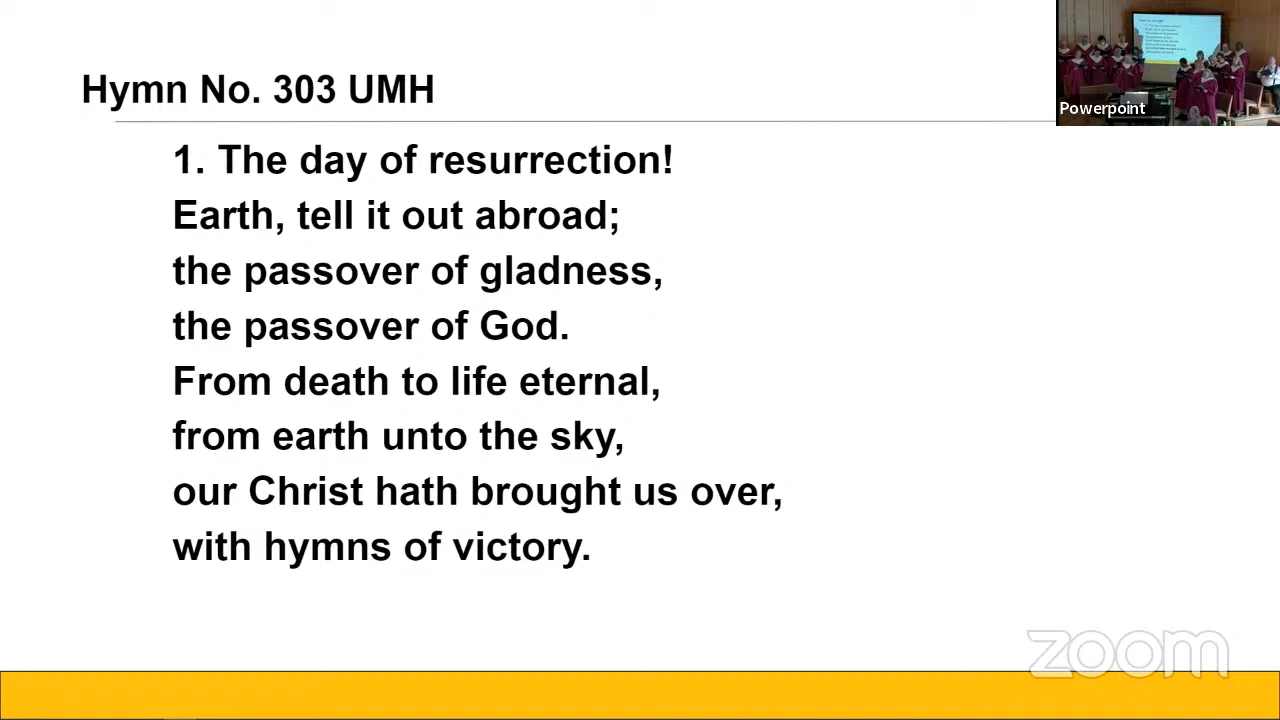 Hymn No. 303 UMH
1. The day of resurrection!
Earth, tell it out abroad;
the passover of gladness,
the passover of God.
From death to life eternal,
from earth unto the sky,
our Christ hath brought us over,
with hymns of victory.
Powerpoint
zoom